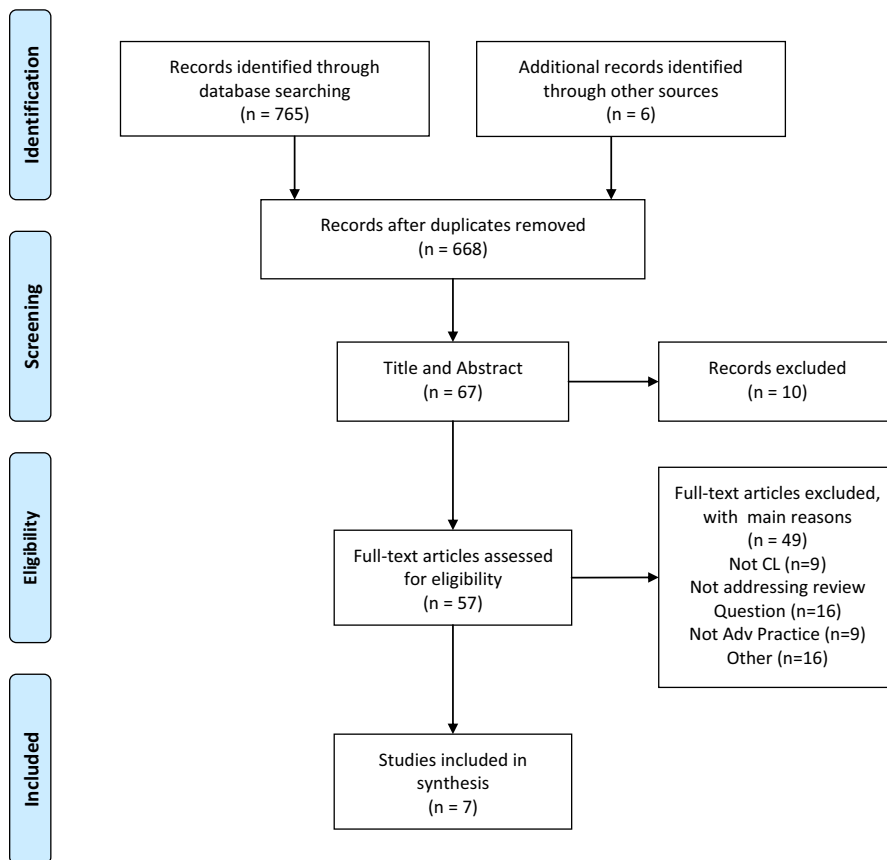 Identification
Records identified through
database searching
(n = 765)
Additional records identified
through other sources
(n = 6)
Records after duplicates removed
(n = 668)
Screening
Title and Abstract
(n = 67)
Records excluded
(n = 10)
Eligibility
Full-text articles assessed
for eligibility
(n = 57)
Full-text articles excluded,
with main reasons
(n = 49)
Not CL (n=9)
Not addressing review
Question (n=16)
Not Adv Practice (n=9)
Other (n=16)
Included
Studies included in
synthesis
(n = 7)